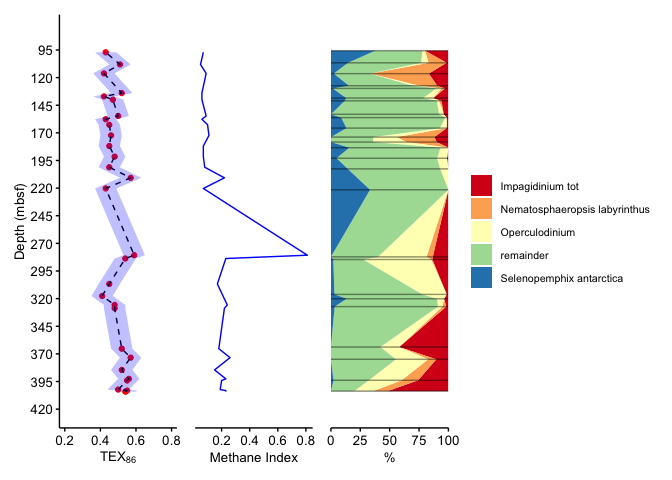 Depth (mbsf)
95
120
145
170
195
220
245
270
295
320
345
370
395
420
0.2 0.4 0.6 0.8
TEX86
0.2 0.4 0.6 0.8
Methane Index
0 25 50 75 100
%
Impagidinium tot
Nematosphaeropsis labyrinthus
Operculodinium
remainder
Selenopemphix antarctica